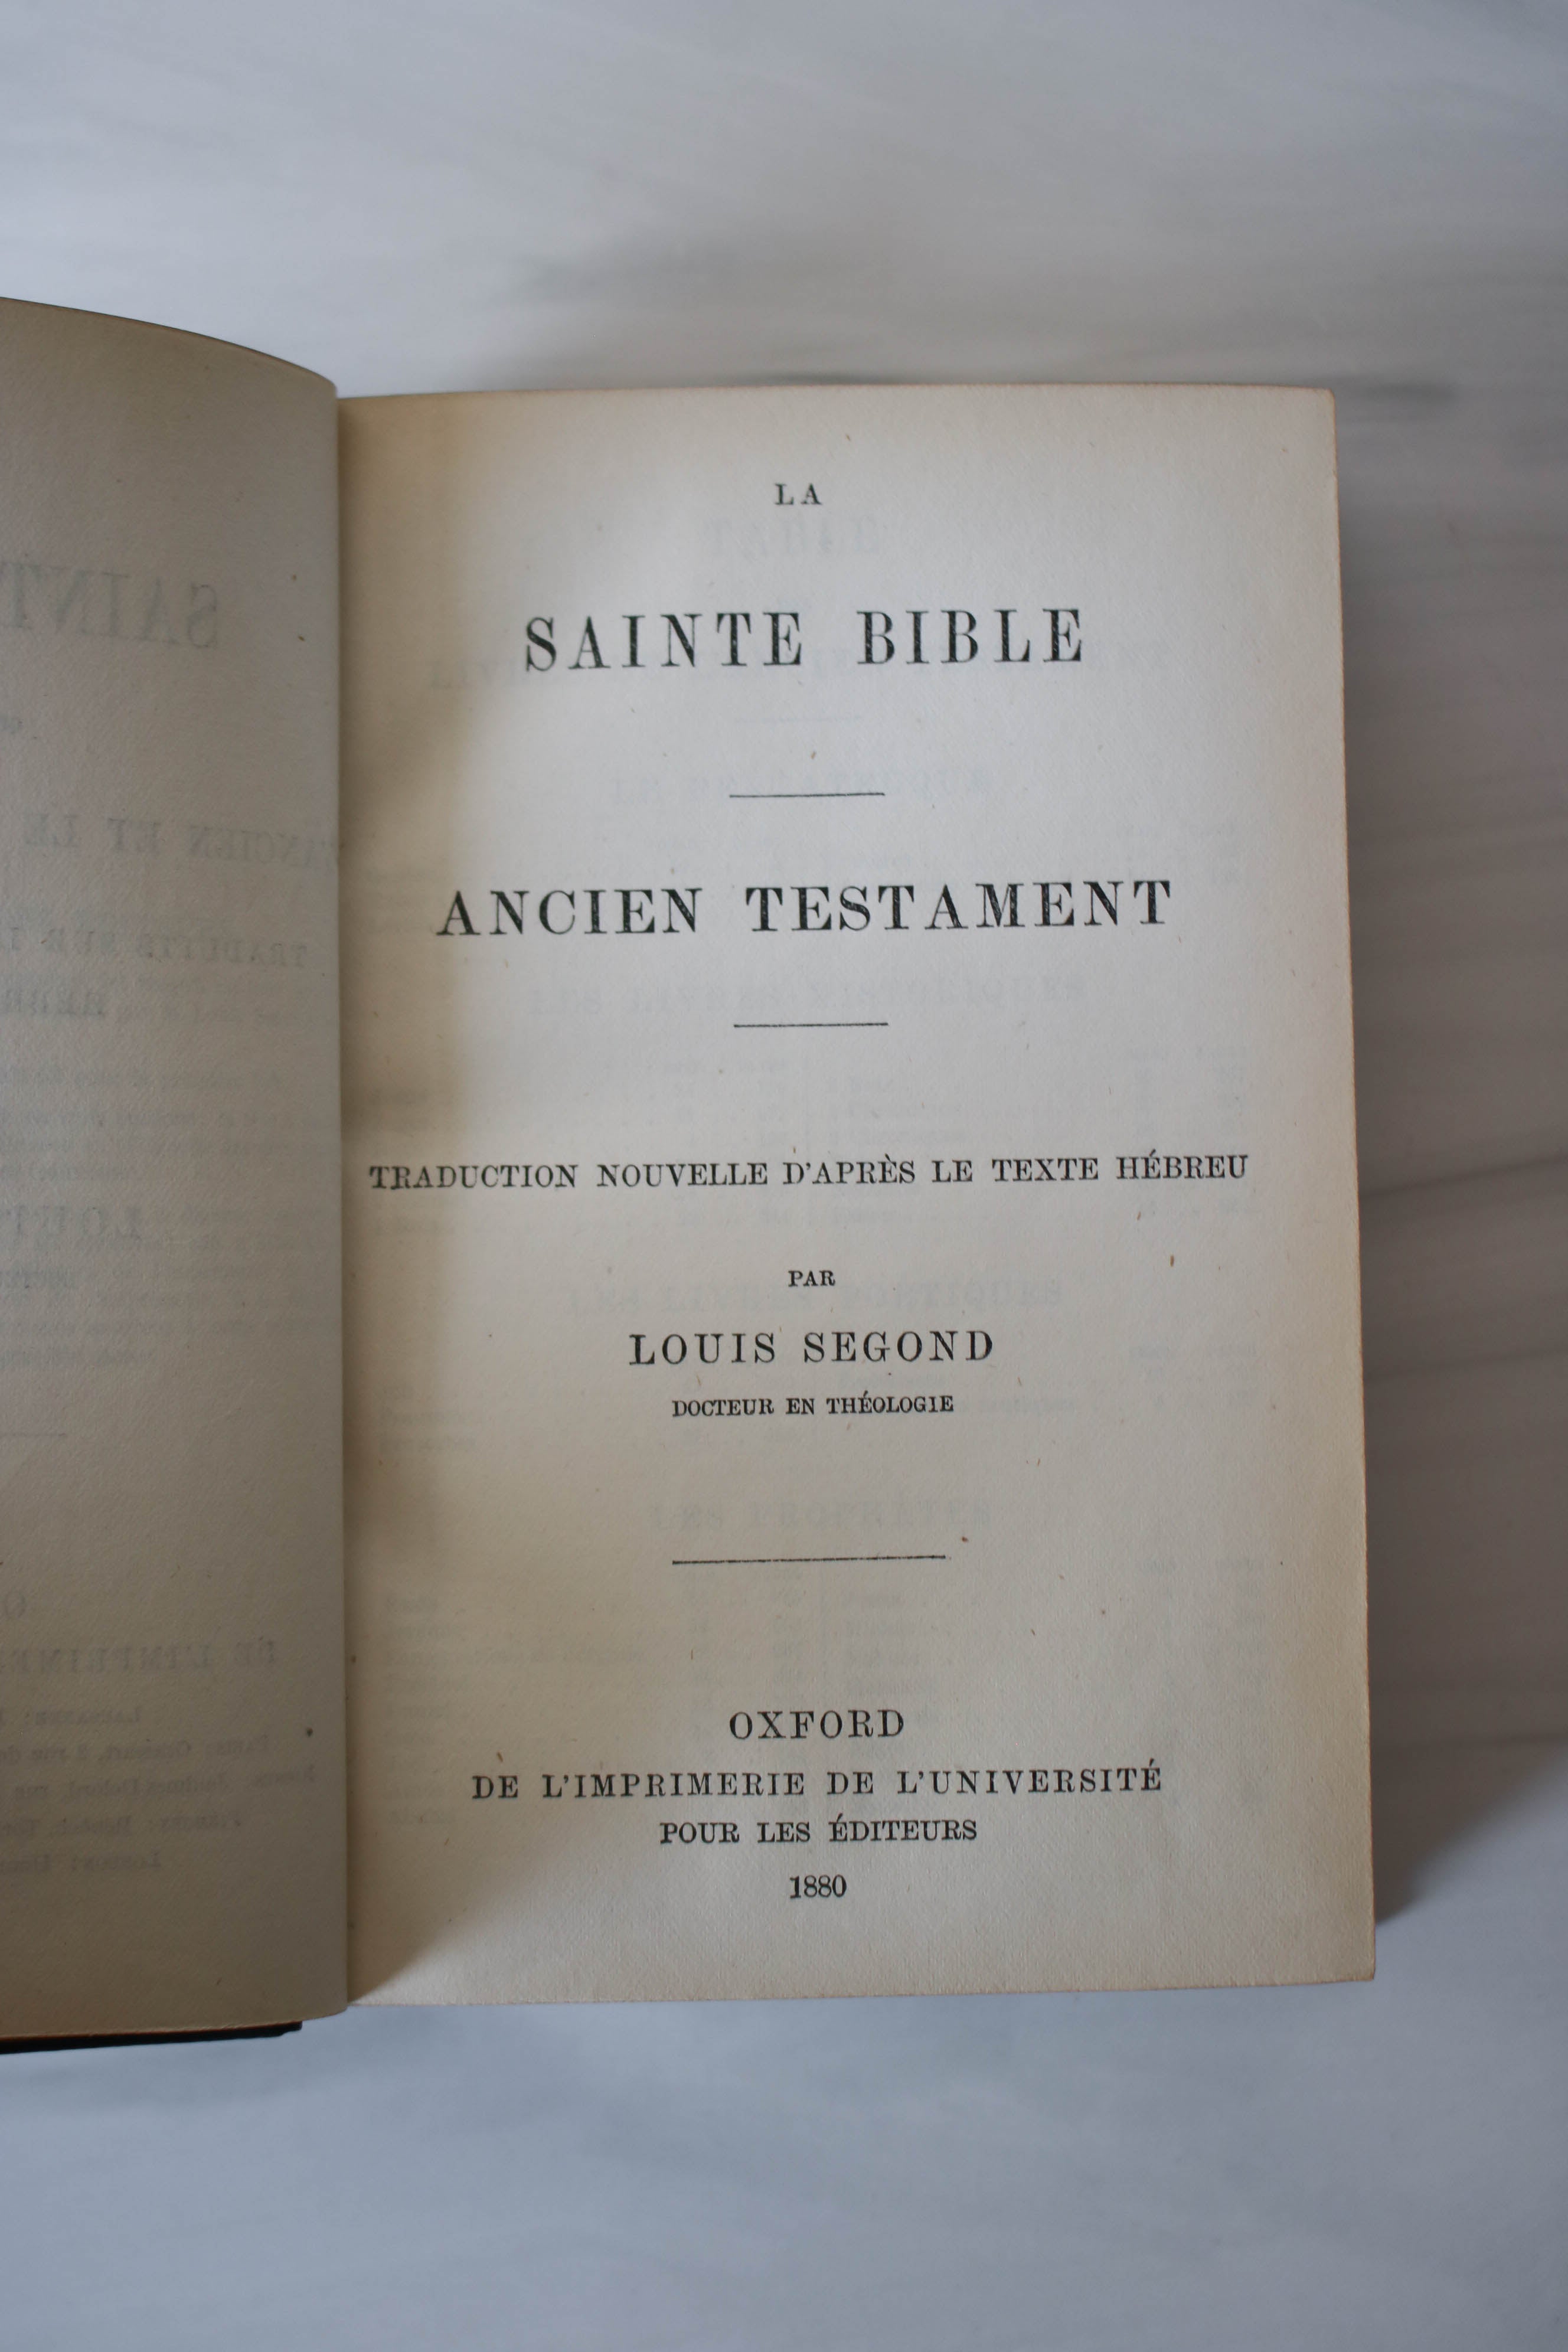 LA
SAINTE BIBLE
ANCIEN TESTAMENT
TRADUCTION NOUVELLE D'APRÈS LE TEXTE HÉBREU
PAR
LOUIS SEGOND
DOCTEUR EN THÉOLOGIE
OXFORD
DE L'IMPRIMERIE DE L'UNIVERSITÉ
POUR LES ÉDITEURS
1880